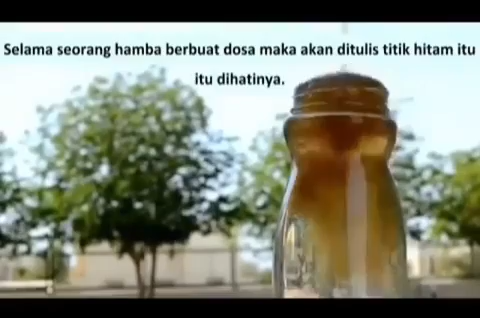 Selama seorang hamba berbuat dosa maka akan ditulis titik hitam itu
itu dihatinya.